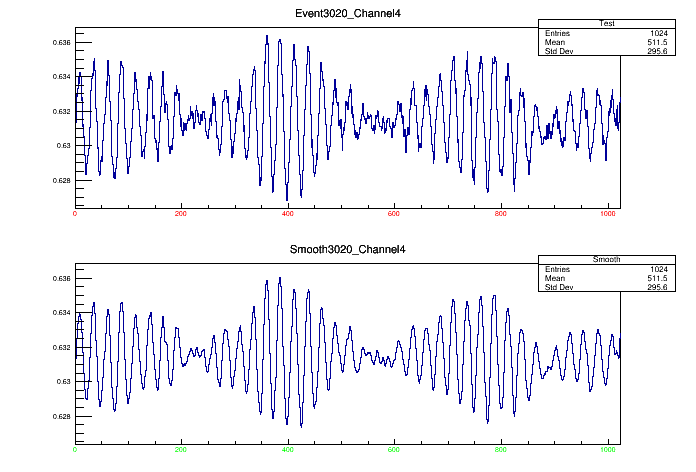 Event3020_Channel4
Test
Entries 1024
Mean 511.5
Std Dev 295.6
0.636
0.634
0.632
0.63
0.628
0 200 400 600 800 1000
Smooth3020_Channel4
Smooth
Entries 1024
Mean 511.5
Std Dev 295.6
0.636
0.634
0.632
0.63
0.628
0 200 400 600 800 1000